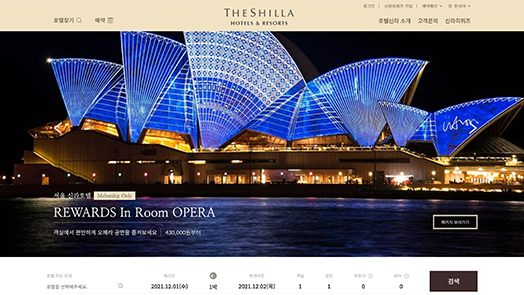 로그인 | 신라리워즈 가입 | 예약확인 한국어
호텔찾기 예약
THE SHILLA
HOTELS & RESORTS
호텔신라 소개 고객문의 신라리워즈
서울신라호텔 Membership Only
REWARDS In Room OPERA
객실에서 편안하게 오페라 공연을 즐겨보세요 | 430,000원부터
패키지 보러가기
호텔 또는 도시 체크인 체크아웃 객실 성인 어린이 유아
호텔을 선택해주세요. 2021.12.01(수) 1박 2021.12.02(목) 1 1 0 0
검색